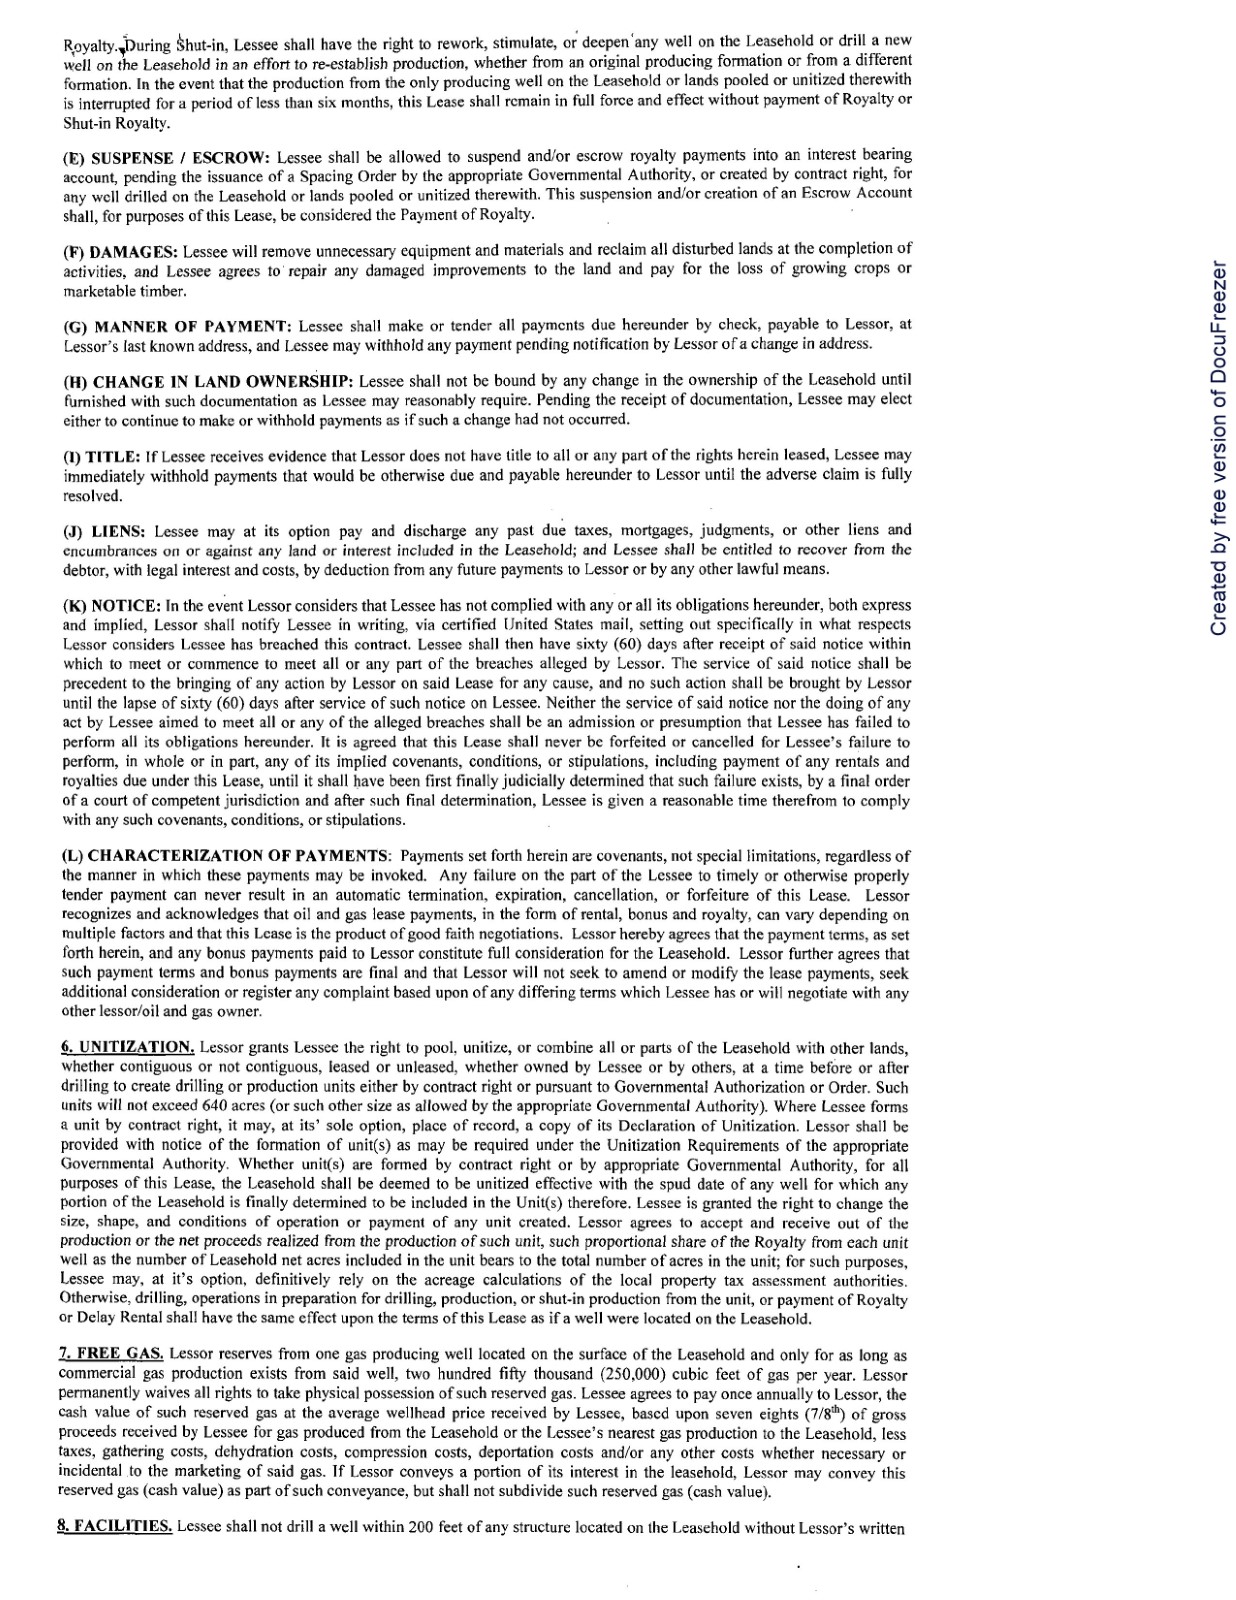 Royalty. During Shut-in, Lessee shall have the right to rework, stimulate, or deepen any well on the Leasehold or drill a new
well on the Leasehold in an effort to re-establish production, whether from an original producing formation or from a different
formation. In the event that the production from the only producing well on the Leasehold or lands pooled or unitized therewith
is interrupted for a period of less than six months, this Lease shall remain in full force and effect without payment of Royalty or
Shut-in Royalty.
(E) SUSPENSE / ESCROW: Lessee shall be allowed to suspend and/or escrow royalty payments into an interest bearing
account, pending the issuance of a Spacing Order by the appropriate Governmental Authority, or created by contract right, for
any well drilled on the Leasehold or lands pooled or unitized therewith. This suspension and/or creation of an Escrow Account
shall, for purposes of this Lease, be considered the Payment of Royalty.
(F) DAMAGES: Lessee will remove unnecessary equipment and materials and reclaim all disturbed lands at the completion of
activities, and Lessee agrees to repair any damaged improvements to the land and pay for the loss of growing crops or
marketable timber.
(G) MANNER OF PAYMENT: Lessee shall make or tender all payments due hereunder by check, payable to Lessor, at
Lessor's last known address, and Lessee may withhold any payment pending notification by Lessor of a change in address.
(H) CHANGE IN LAND OWNERSHIP: Lessee shall not be bound by any change in the ownership of the Leasehold until
furnished with such documentation as Lessee may reasonably require. Pending the receipt of documentation, Lessee may elect
either to continue to make or withhold payments as if such a change had not occurred.
(I) TITLE: If Lessee receives evidence that Lessor does not have title to all or any part of the rights herein leased, Lessee may
immediately withhold payments that would be otherwise due and payable hereunder to Lessor until the adverse claim is fully
resolved.
(J) LIENS: Lessee may at its option pay and discharge any past due taxes, mortgages, judgments, or other liens and
encumbrances on or against any land or interest included in the Leasehold; and Lessee shall be entitled to recover from the
debtor, with legal interest and costs, by deduction from any future payments to Lessor or by any other lawful means.
(K) NOTICE: In the event Lessor considers that Lessee has not complied with any or all its obligations hereunder, both express
and implied, Lessor shall notify Lessee in writing, via certified United States mail, setting out specifically in what respects
Lessor considers Lessee has breached this contract. Lessee shall then have sixty (60) days after receipt of said notice within
which to meet or commence to meet all or any part of the breaches alleged by Lessor. The service of said notice shall be
precedent to the bringing of any action by Lessor on said Lease for any cause, and no such action shall be brought by Lessor
until the lapse of sixty (60) days after service of such notice on Lessee. Neither the service of said notice nor the doing of any
act by Lessee aimed to meet all or any of the alleged breaches shall be an admission or presumption that Lessee has failed to
perform all its obligations hereunder. It is agreed that this Lease shall never be forfeited or cancelled for Lessee's failure to
perform, in whole or in part, any of its implied covenants, conditions, or stipulations, including payment of any rentals and
royalties due under this Lease, until it shall have been first finally judicially determined that such failure exists, by a final order
of a court of competent jurisdiction and after such final determination, Lessee is given a reasonable time therefrom to comply
with any such covenants, conditions, or stipulations.
(L) CHARACTERIZATION OF PAYMENTS: Payments set forth herein are covenants, not special limitations, regardless of
the manner in which these payments may be invoked. Any failure on the part of the Lessee to timely or otherwise properly
tender payment can never result in an automatic termination, expiration, cancellation, or forfeiture of this Lease. Lessor
recognizes and acknowledges that oil and gas lease payments, in the form of rental, bonus and royalty, can vary depending on
multiple factors and that this Lease is the product of good faith negotiations. Lessor hereby agrees that the payment terms, as set
forth herein, and any bonus payments paid to Lessor constitute full consideration for the Leasehold. Lessor further agrees that
such payment terms and bonus payments are final and that Lessor will not seek to amend or modify the lease payments, seek
additional consideration or register any complaint based upon of any differing terms which Lessee has or will negotiate with any
other lessor/oil and gas owner.
6. UNITIZATION. Lessor grants Lessee the right to pool, unitize, or combine all or parts of the Leasehold with other lands,
whether contiguous or not contiguous, leased or unleased, whether owned by Lessee or by others, at a time before or after
drilling to create drilling or production units either by contract right or pursuant to Governmental Authorization or Order. Such
units will not exceed 640 acres (or such other size as allowed by the appropriate Governmental Authority). Where Lessee forms
a unit by contract right, it may, at its' sole option, place of record, a copy of its Declaration of Unitization. Lessor shall be
provided with notice of the formation of unit(s) as may be required under the Unitization Requirements of the appropriate
Governmental Authority. Whether unit(s) are formed by contract right or by appropriate Governmental Authority, for all
purposes of this Lease, the Leasehold shall be deemed to be unitized effective with the spud date of any well for which any
portion of the Leasehold is finally determined to be included in the Unit(s) therefore. Lessee is granted the right to change the
size, shape, and conditions of operation or payment of any unit created. Lessor agrees to accept and receive out of the
production or the net proceeds realized from the production of such unit, such proportional share of the Royalty from each unit
well as the number of Leasehold net acres included in the unit bears to the total number of acres in the unit; for such purposes,
Lessee may, at it's option, definitively rely on the acreage calculations of the local property tax assessment authorities.
Otherwise, drilling, operations in preparation for drilling, production, or shut-in production from the unit, or payment of Royalty
or Delay Rental shall have the same effect upon the terms of this Lease as if a well were located on the Leasehold.
7. FREE GAS. Lessor reserves from one gas producing well located on the surface of the Leasehold and only for as long as
commercial gas production exists from said well, two hundred fifty thousand (250,000) cubic feet of gas per year. Lessor
permanently waives all rights to take physical possession of such reserved gas. Lessee agrees to pay once annually to Lessor, the
cash value of such reserved gas at the average wellhead price received by Lessee, based upon seven eights (7/8th) of gross
proceeds received by Lessee for gas produced from the Leasehold or the Lessee's nearest gas production to the Leasehold, less
taxes, gathering costs, dehydration costs, compression costs, deportation costs and/or any other costs whether necessary or
incidental to the marketing of said gas. If Lessor conveys a portion of its interest in the leasehold, Lessor may convey this
reserved gas (cash value) as part of such conveyance, but shall not subdivide such reserved gas (cash value).
8. FACILITIES. Lessee shall not drill a well within 200 feet of any structure located on the Leasehold without Lessor's written
Created by free version of DocuFreezer